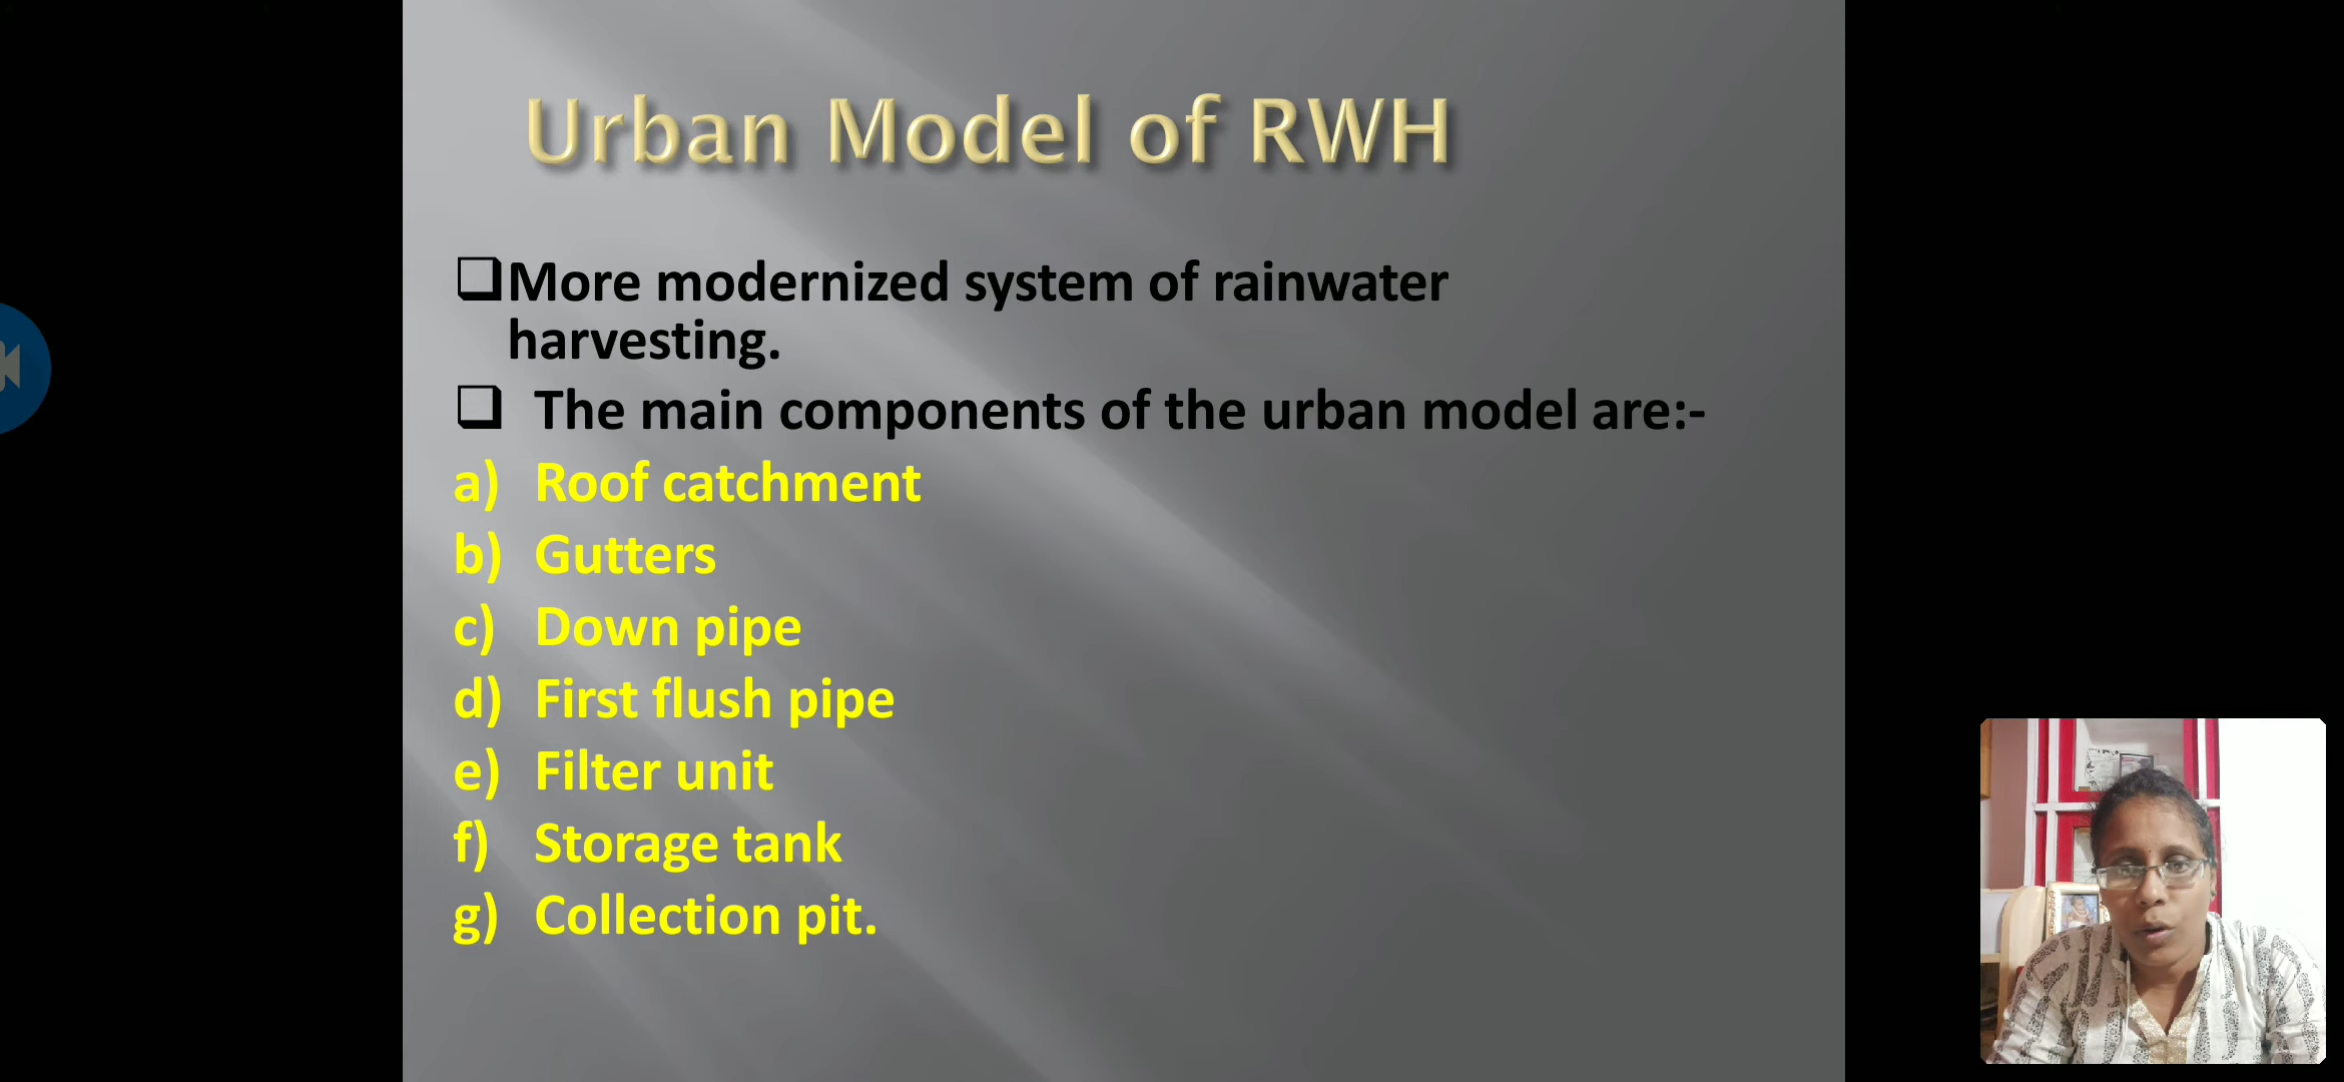 Urban Model of RWH
More modernized system of rainwater
harvesting.
The main components of the urban model are:-
a) Roof catchment
b) Gutters
c) Down pipe
d) First flush pipe
e) Filter unit
f) Storage tank
g) Collection pit.